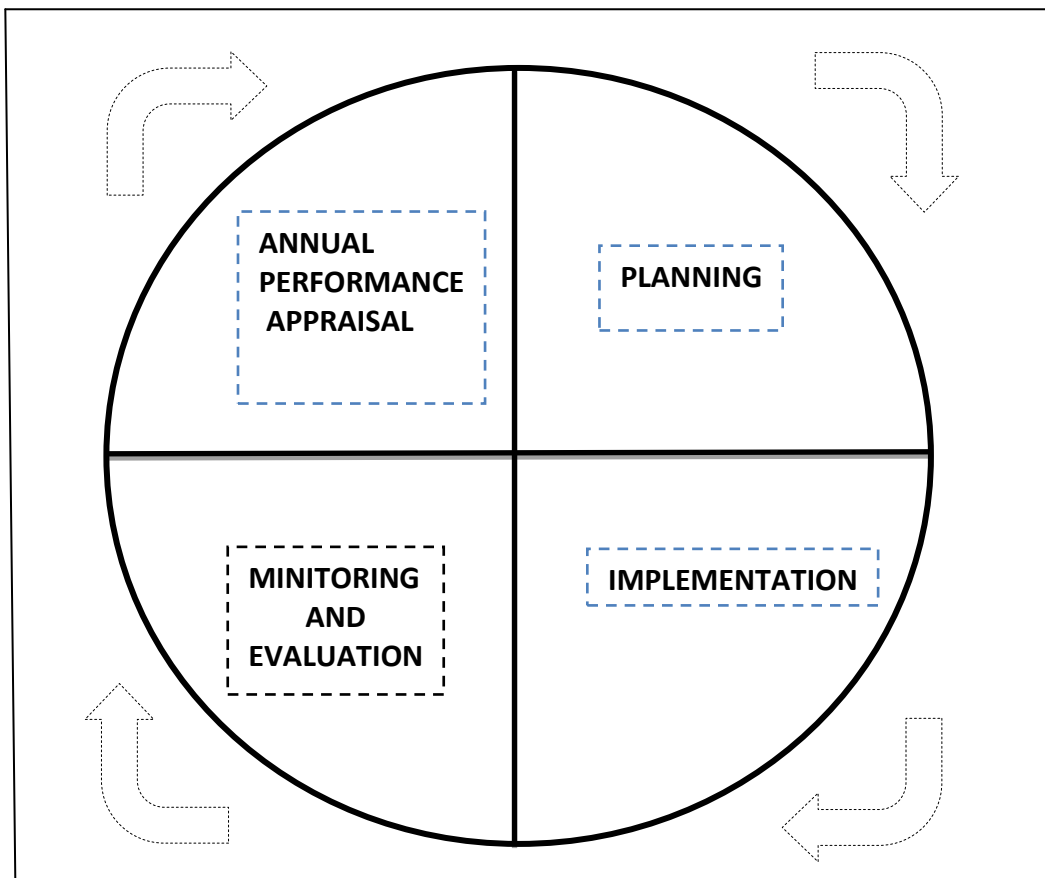 ANNUAL
PERFORMANCE
APPRAISAL
PLANNING
MINITORING
AND
EVALUATION
IMPLEMENTATION